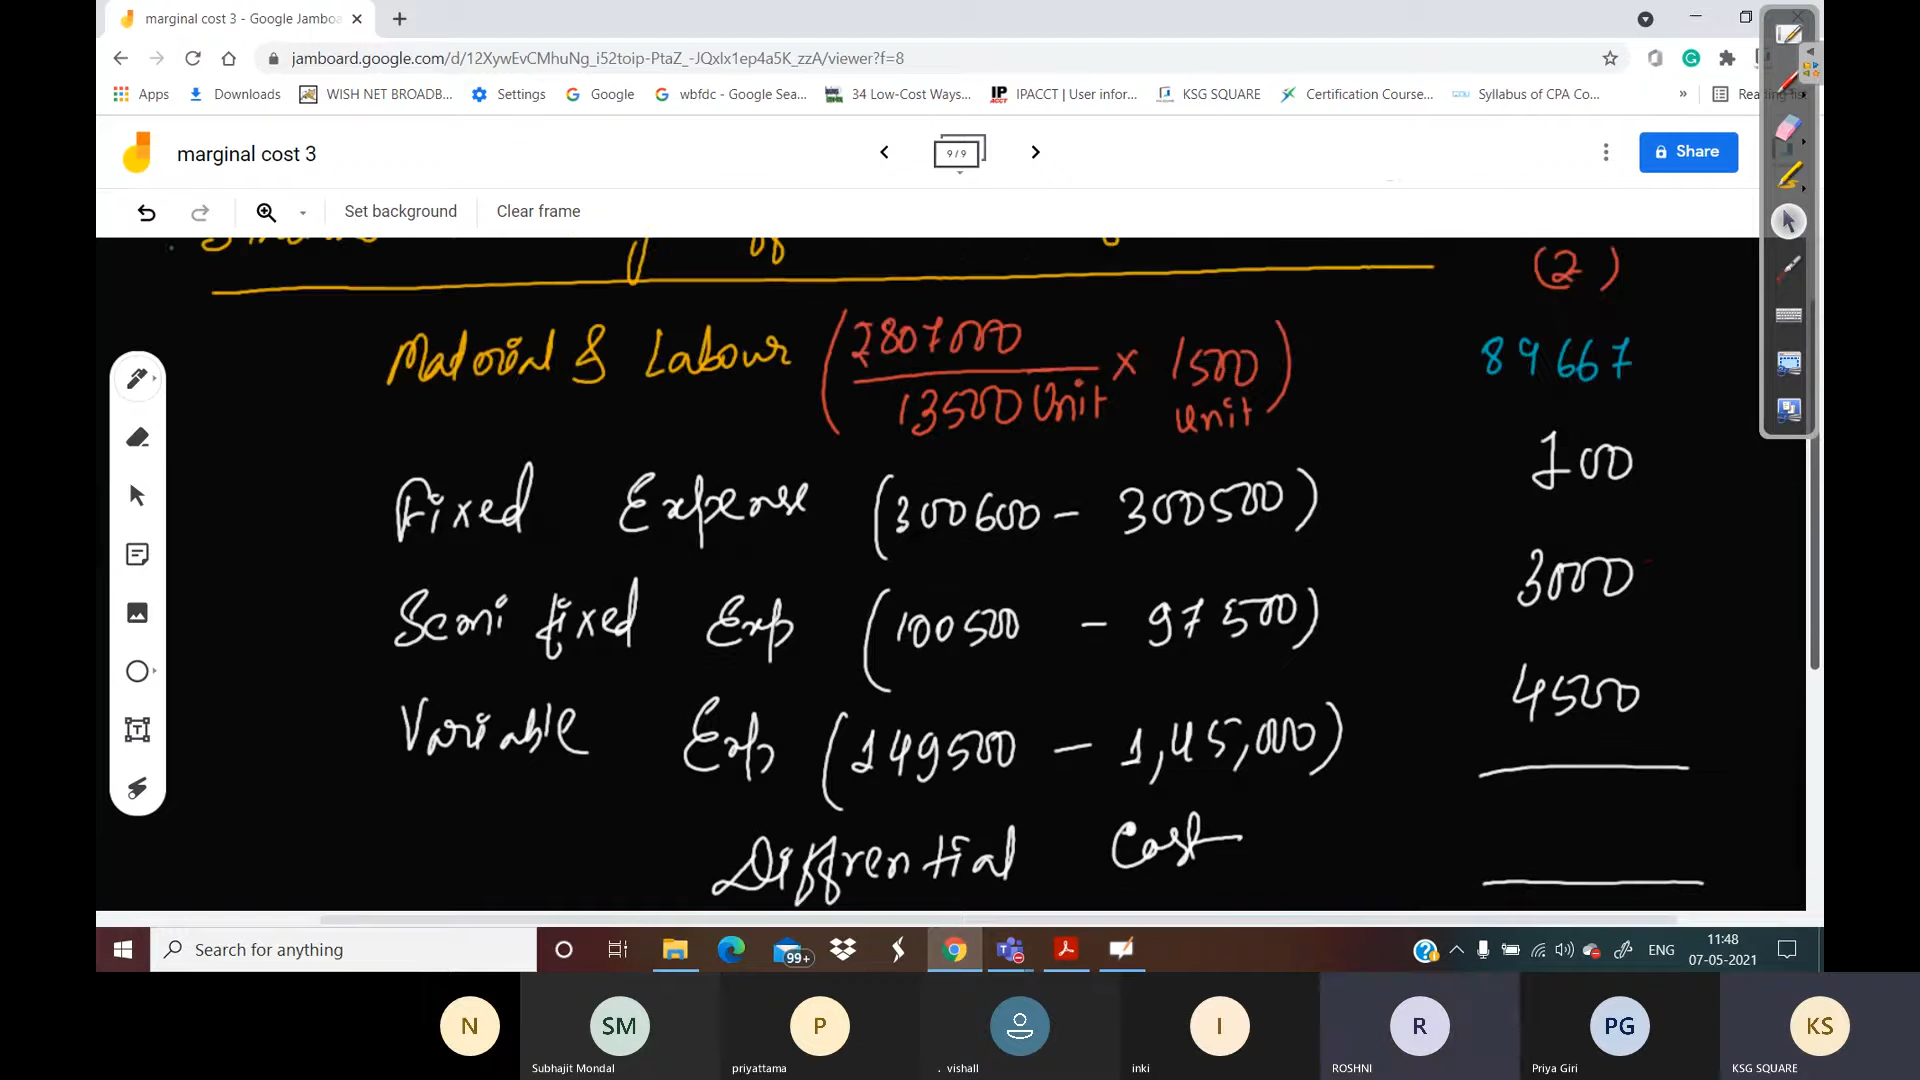 marginal cost 3 - Google Jambo
jamboard.google.com/d/12XywEvCMhuNg_i52toip-PtaZ_-JQxlx1ep4a5K_zzA/viewer?f=8
Apps Downloads WISH NET BROADB... Settings Google wbfdc - Google Sea... 34 Low-Cost Ways... IPACCT | User infor... KSG SQUARE Certification Course... Syllabus of CPA Co... » Reading list
marginal cost 3
9 / 9
Share
Set background Clear frame
(2)
Material & Labour (807000 / 13500 Unit × 1500 unit) 89667
Fixed Expense (300600 - 300500) 100
Semi fixed Exp (100500 - 97500) 3000
Variable Exp (149500 - 1,45,000) 4500
Diffrential Cost
Search for anything
99+
ENG
11:48
07-05-2021
N SM P I R PG KS
Subhajit Mondal priyattama . vishall inki ROSHNI Priya Giri KSG SQUARE